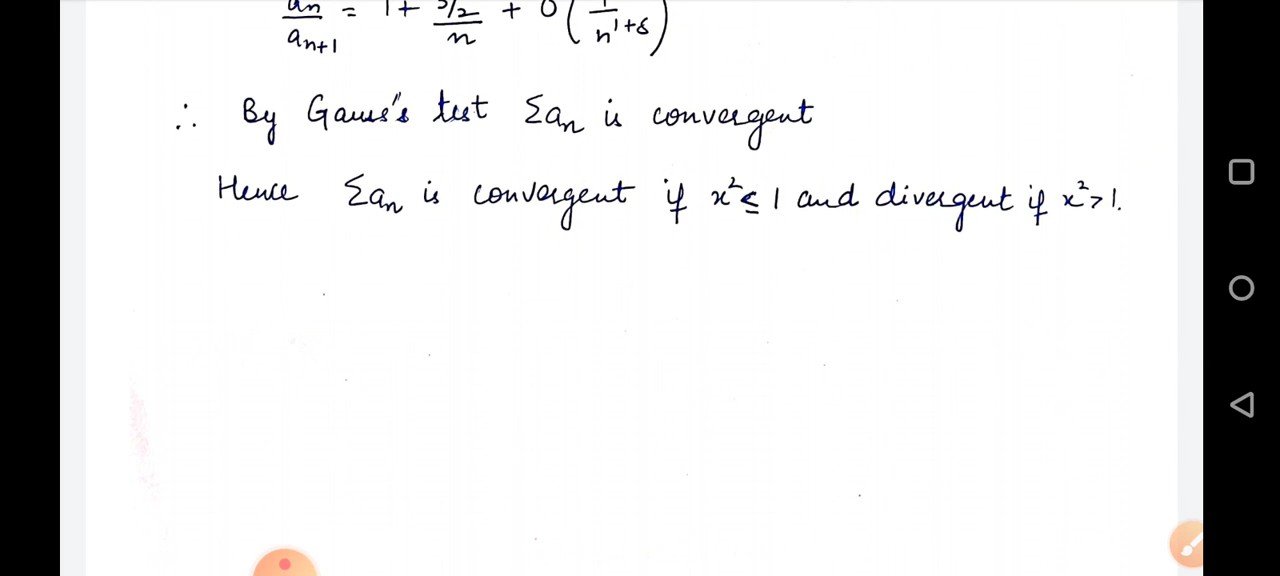 an/an+1 = 1 + 3/2/n + O(1/n^1+δ)
∴ By Gauss's test Σan is convergent
Hence Σan is convergent if x² ≤ 1 and divergent if x² > 1.